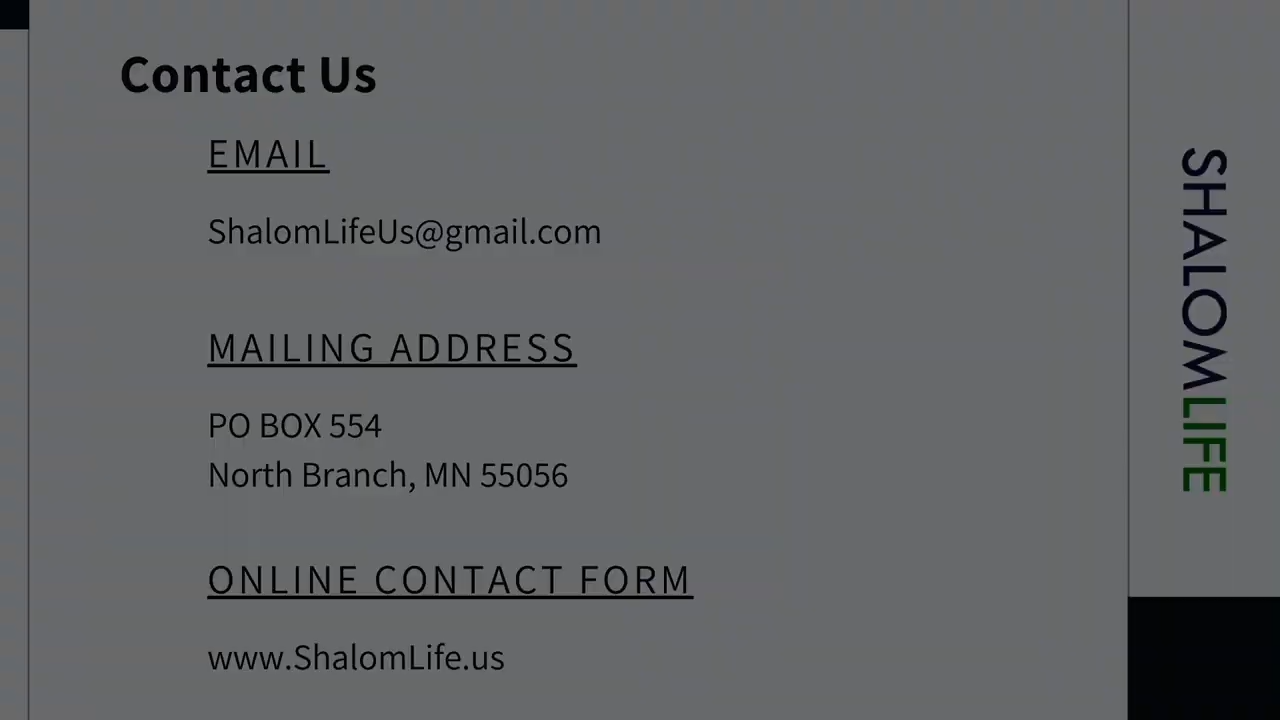 Contact Us
EMAIL
ShalomLifeUs@gmail.com
MAILING ADDRESS
PO BOX 554
North Branch, MN 55056
ONLINE CONTACT FORM
www.ShalomLife.us
SHALOMLIFE